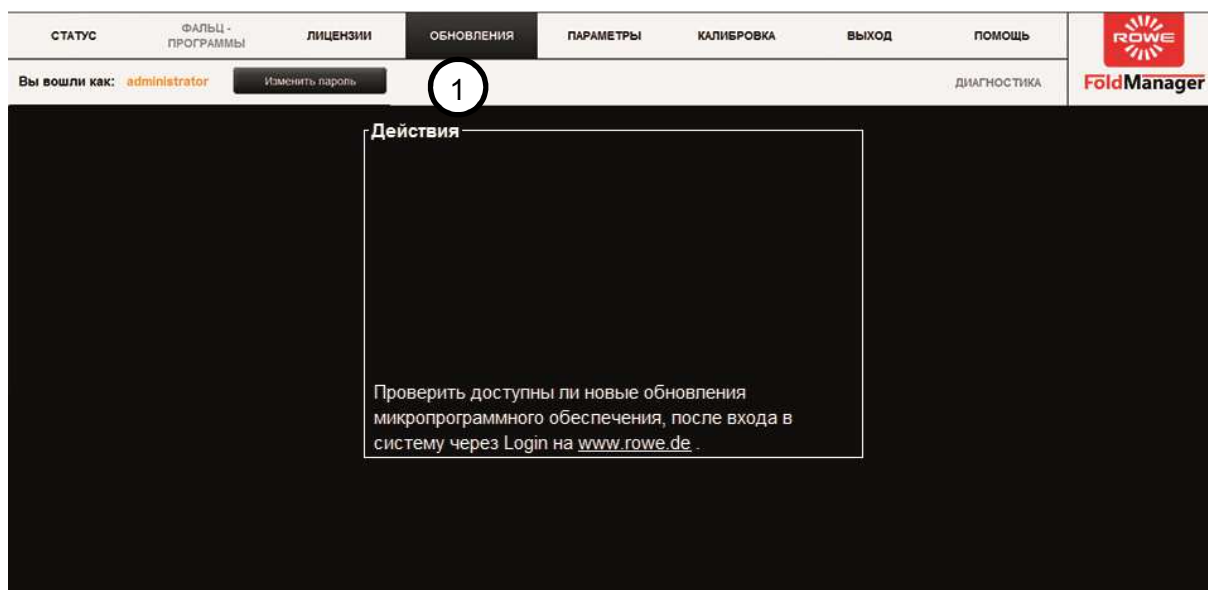 СТАТУС
ФАЛЬЦ -
ПРОГРАММЫ
ЛИЦЕНЗИИ
ОБНОВЛЕНИЯ
ПАРАМЕТРЫ
КАЛИБРОВКА
ВЫХОД
ПОМОЩЬ
ROWE
Вы вошли как: administrator
Изменить пароль
1
ДИАГНОСТИКА
FoldManager
Действия
Проверить доступны ли новые обновления
микропрограммного обеспечения, после входа в
систему через Login на www.rowe.de .